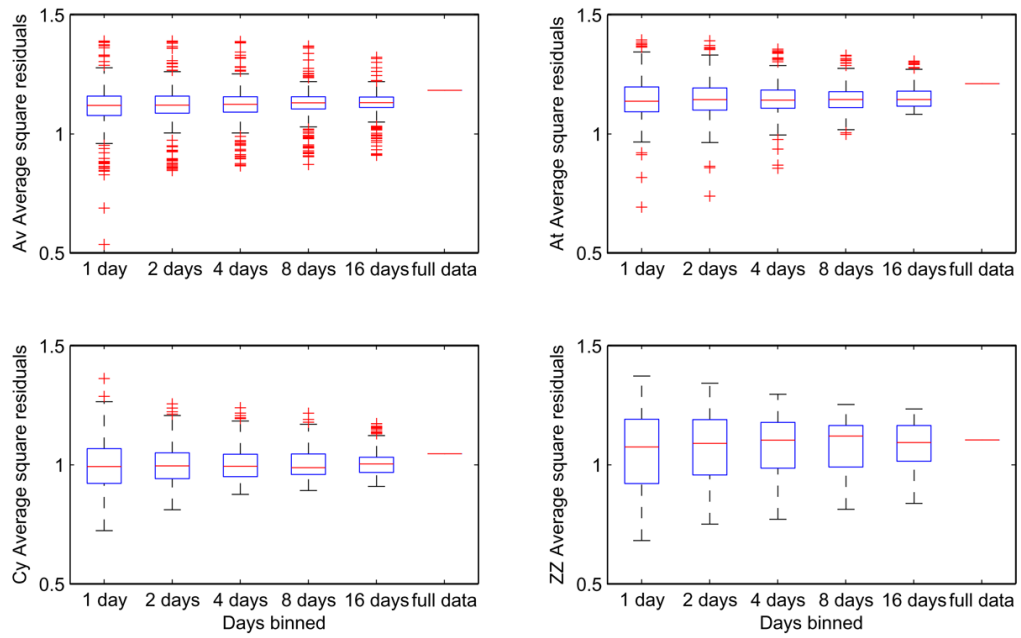 Av Average square residuals
1.5
1
0.5
1 day 2 days 4 days 8 days 16 days full data
At Average square residuals
1.5
1
0.5
1 day 2 days 4 days 8 days 16 days full data
Cy Average square residuals
1.5
1
0.5
1 day 2 days 4 days 8 days 16 days full data
Days binned
ZZ Average square residuals
1.5
1
0.5
1 day 2 days 4 days 8 days 16 days full data
Days binned